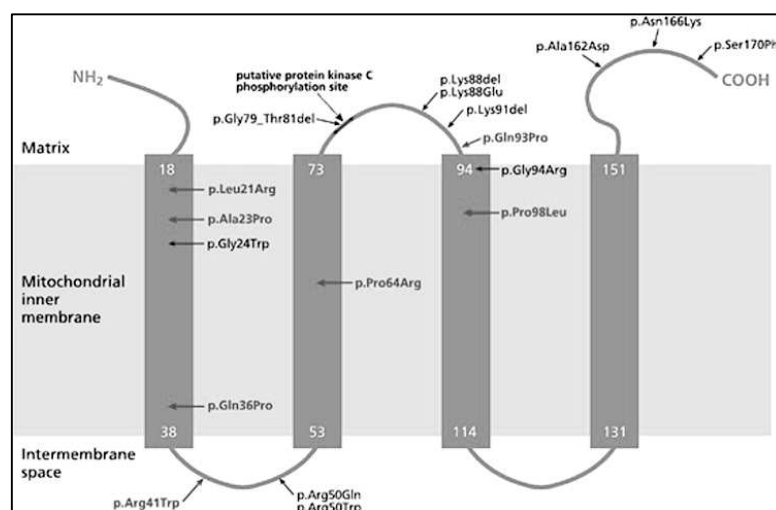 p.Asn166Lys
p.Ala162Asp
p.Ser170Ph
NH2
COOH
putative protein kinase C
phosphorylation site
p.Lys88del
p.Lys88Glu
p.Gly79_Thr81del
p.Lys91del
p.Gln93Pro
Matrix
18
73
94
p.Gly94Arg
151
p.Leu21Arg
p.Ala23Pro
p.Pro98Leu
p.Gly24Trp
Mitochondrial
inner
membrane
p.Pro64Arg
p.Gln36Pro
38
53
114
131
Intermembrane
space
p.Arg41Trp
p.Arg50Gln
p.Arg50Trp